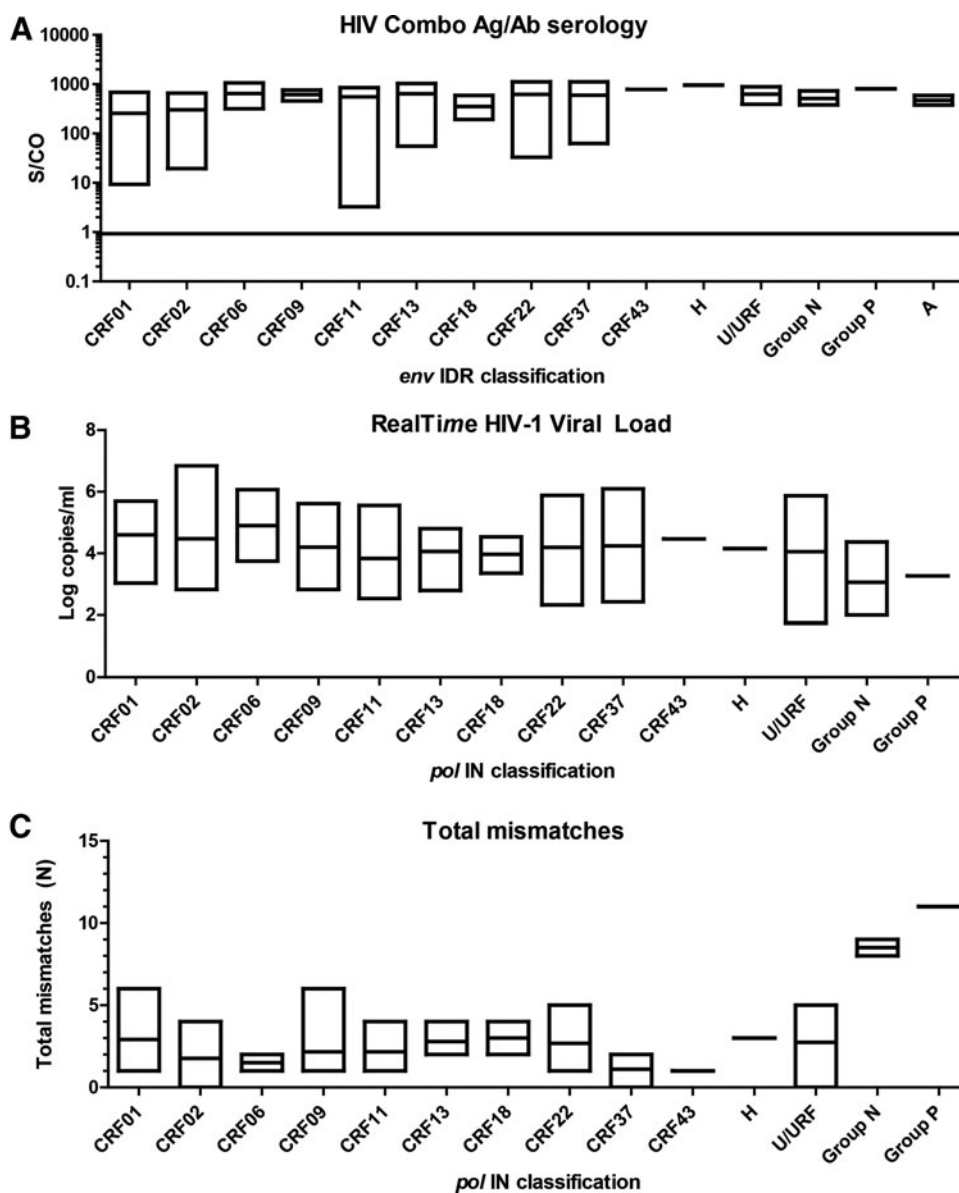 A
HIV Combo Ag/Ab serology
10000
1000
100
10
1
0.1
S/CO
CRF01 CRF02 CRF06 CRF09 CRF11 CRF13 CRF18 CRF22 CRF37 CRF43 H U/URF Group N Group P A
env IDR classification
B
RealTime HIV-1 Viral Load
8
6
4
2
0
Log copies/ml
CRF01 CRF02 CRF06 CRF09 CRF11 CRF13 CRF18 CRF22 CRF37 CRF43 H U/URF Group N Group P
pol IN classification
C
Total mismatches
15
10
5
0
Total mismatches (N)
CRF01 CRF02 CRF06 CRF09 CRF11 CRF13 CRF18 CRF22 CRF37 CRF43 H U/URF Group N Group P
pol IN classification